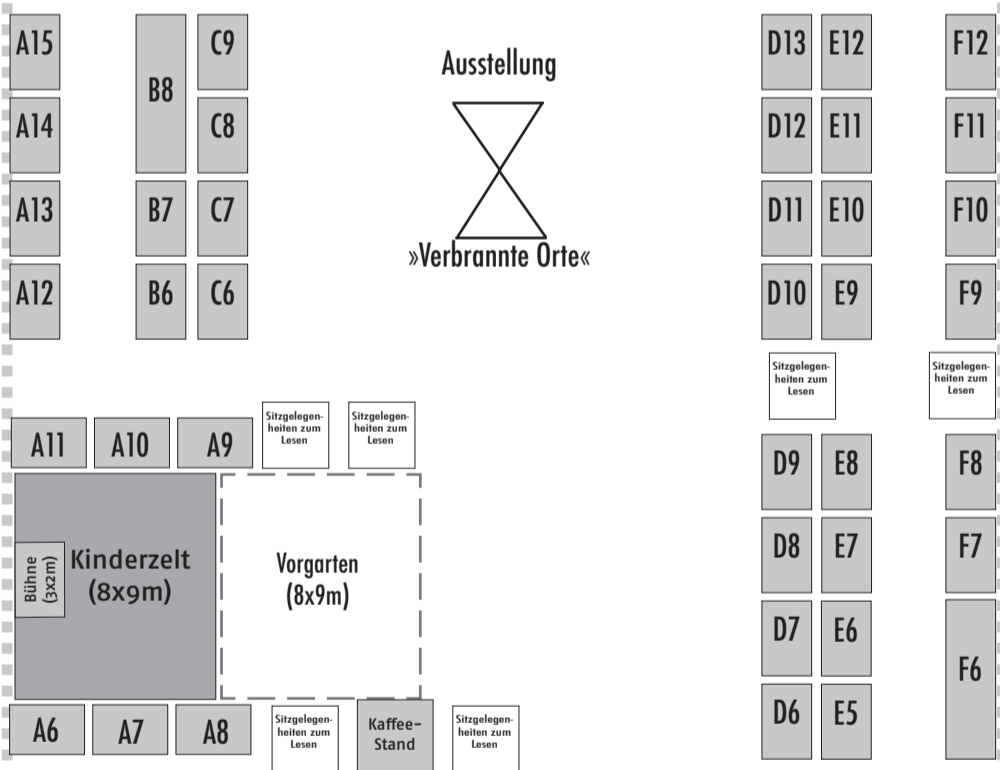 A15
B8
C9
Ausstellung
D13
E12
F12
A14
C8
D12
E11
F11
A13
B7
C7
D11
E10
F10
»Verbrannte Orte«
A12
B6
C6
D10
E9
F9
Sitzgelegen-
heiten zum
Lesen
Sitzgelegen-
heiten zum
Lesen
A11
A10
A9
Sitzgelegen-
heiten zum
Lesen
Sitzgelegen-
heiten zum
Lesen
D9
E8
F8
Bühne
(3x2m)
Kinderzelt
(8x9m)
Vorgarten
(8x9m)
D8
E7
F7
D7
E6
F6
D6
E5
A6
A7
A8
Sitzgelegen-
heiten zum
Lesen
Kaffee-
Stand
Sitzgelegen-
heiten zum
Lesen